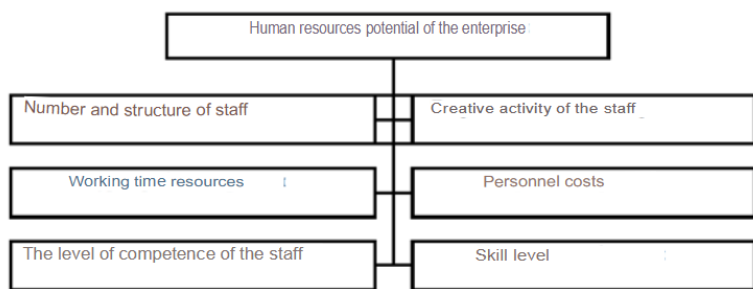 Human resources potential of the enterprise
Number and structure of staff
Creative activity of the staff
Working time resources
Personnel costs
The level of competence of the staff
Skill level